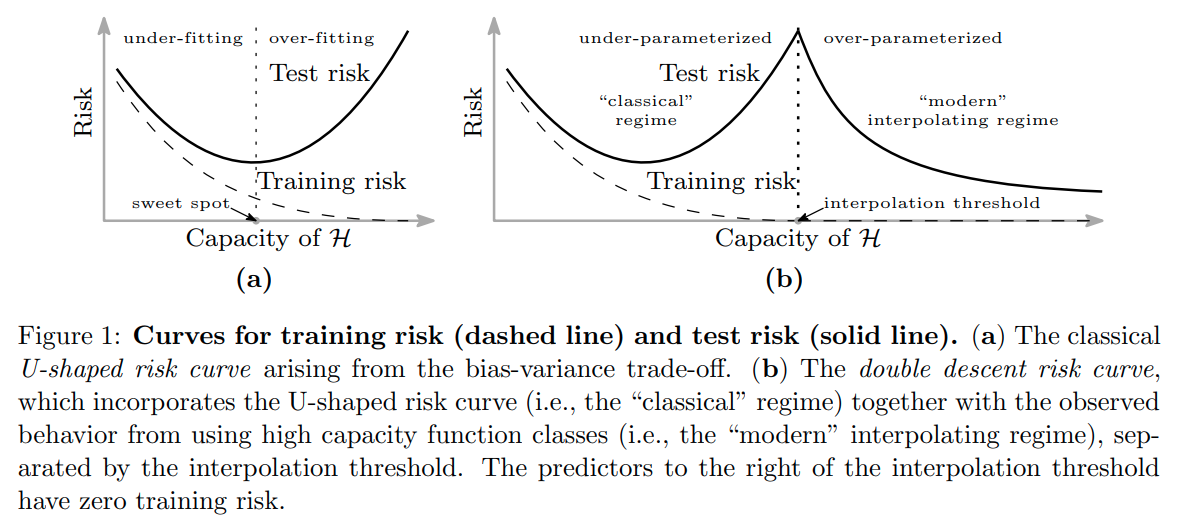 under-fitting
over-fitting
Test risk
Risk
Training risk
sweet spot
Capacity of ℋ
(a)
under-parameterized
over-parameterized
Test risk
“classical”
regime
“modern”
interpolating regime
Risk
Training risk
interpolation threshold
Capacity of ℋ
(b)
Figure 1: Curves for training risk (dashed line) and test risk (solid line). (a) The classical
U-shaped risk curve arising from the bias-variance trade-off. (b) The double descent risk curve,
which incorporates the U-shaped risk curve (i.e., the “classical” regime) together with the observed
behavior from using high capacity function classes (i.e., the “modern” interpolating regime), sep-
arated by the interpolation threshold. The predictors to the right of the interpolation threshold
have zero training risk.